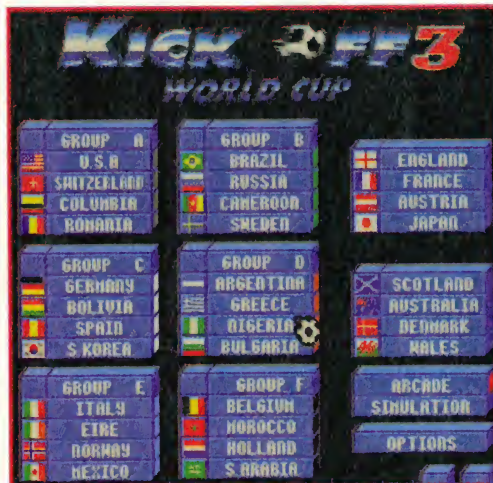 KICK OFF 3
WORLD CUP
GROUP A
U.S.A
SWITZERLAND
COLUMBIA
ROMANIA
GROUP B
BRAZIL
RUSSIA
CAMEROON
SWEDEN
ENGLAND
FRANCE
AUSTRIA
JAPAN
GROUP C
GERMANY
BOLIVIA
SPAIN
S.KOREA
GROUP D
ARGENTINA
GREECE
NIGERIA
BULGARIA
SCOTLAND
AUSTRALIA
DENMARK
WALES
GROUP E
ITALY
EIRE
NORWAY
MEXICO
GROUP F
BELGIUM
MOROCCO
HOLLAND
S.ARABIA
ARCADE
SIMULATION
OPTIONS